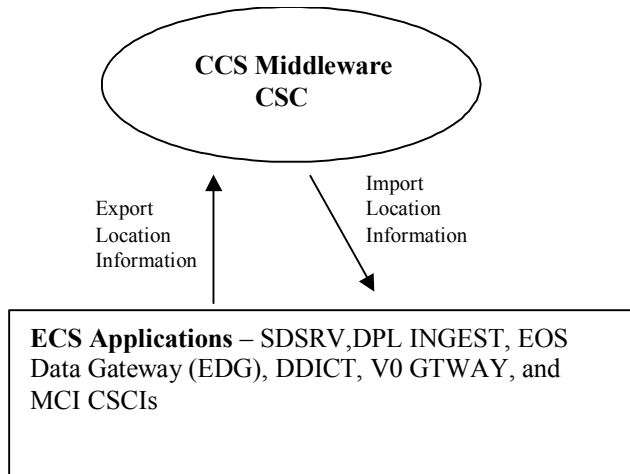 CCS Middleware
CSC
Export
Location
Information
Import
Location
Information
ECS Applications – SDSRV,DPL INGEST, EOS
Data Gateway (EDG), DDICT, V0 GTWAY, and
MCI CSCIs